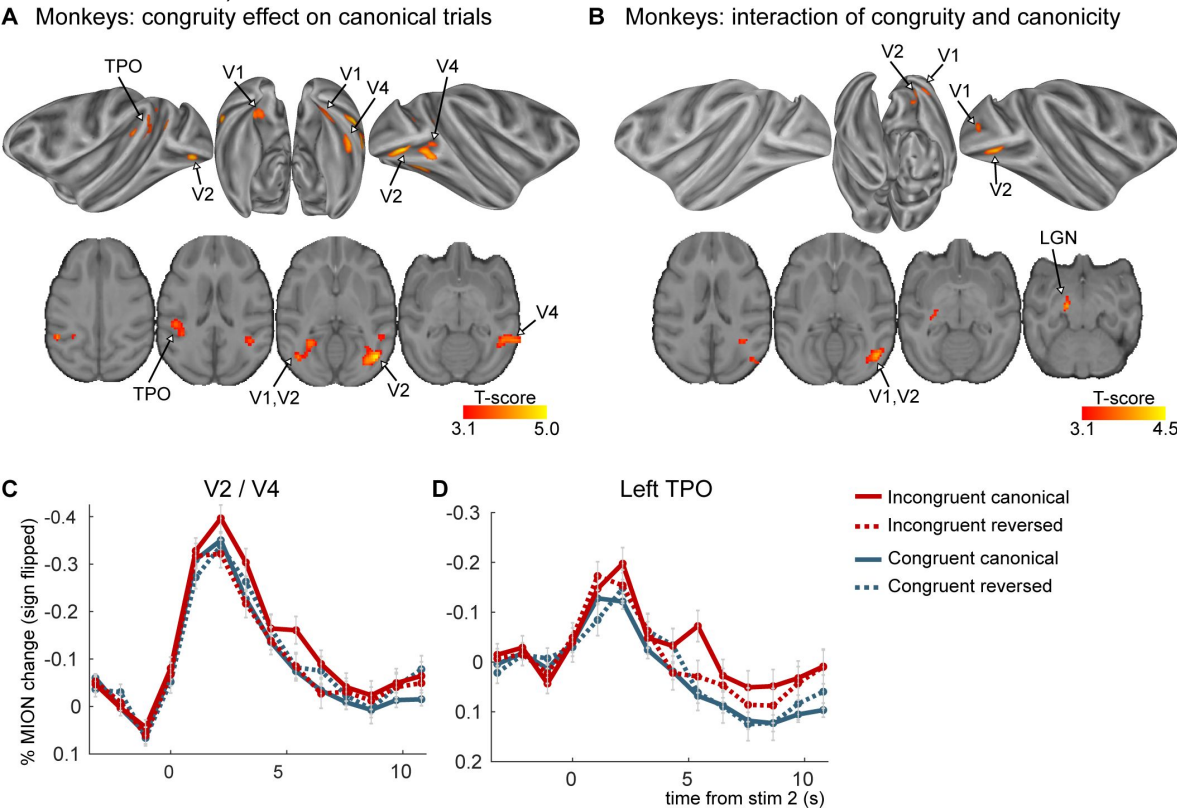 A Monkeys: congruity effect on canonical trials
TPO
V1
V1
V4
V4
V2
V2
TPO
V1,V2
V2
V4
T-score
3.1 5.0
B Monkeys: interaction of congruity and canonicity
V2
V1
V1
V2
LGN
V1,V2
T-score
3.1 4.5
C V2 / V4
% MION change (sign flipped)
-0.4
-0.3
-0.2
-0.1
0
0.1
0 5 10
D Left TPO
-0.3
-0.2
-0.1
0
0.1
0.2
0 5 10
time from stim 2 (s)
Incongruent canonical
Incongruent reversed
Congruent canonical
Congruent reversed